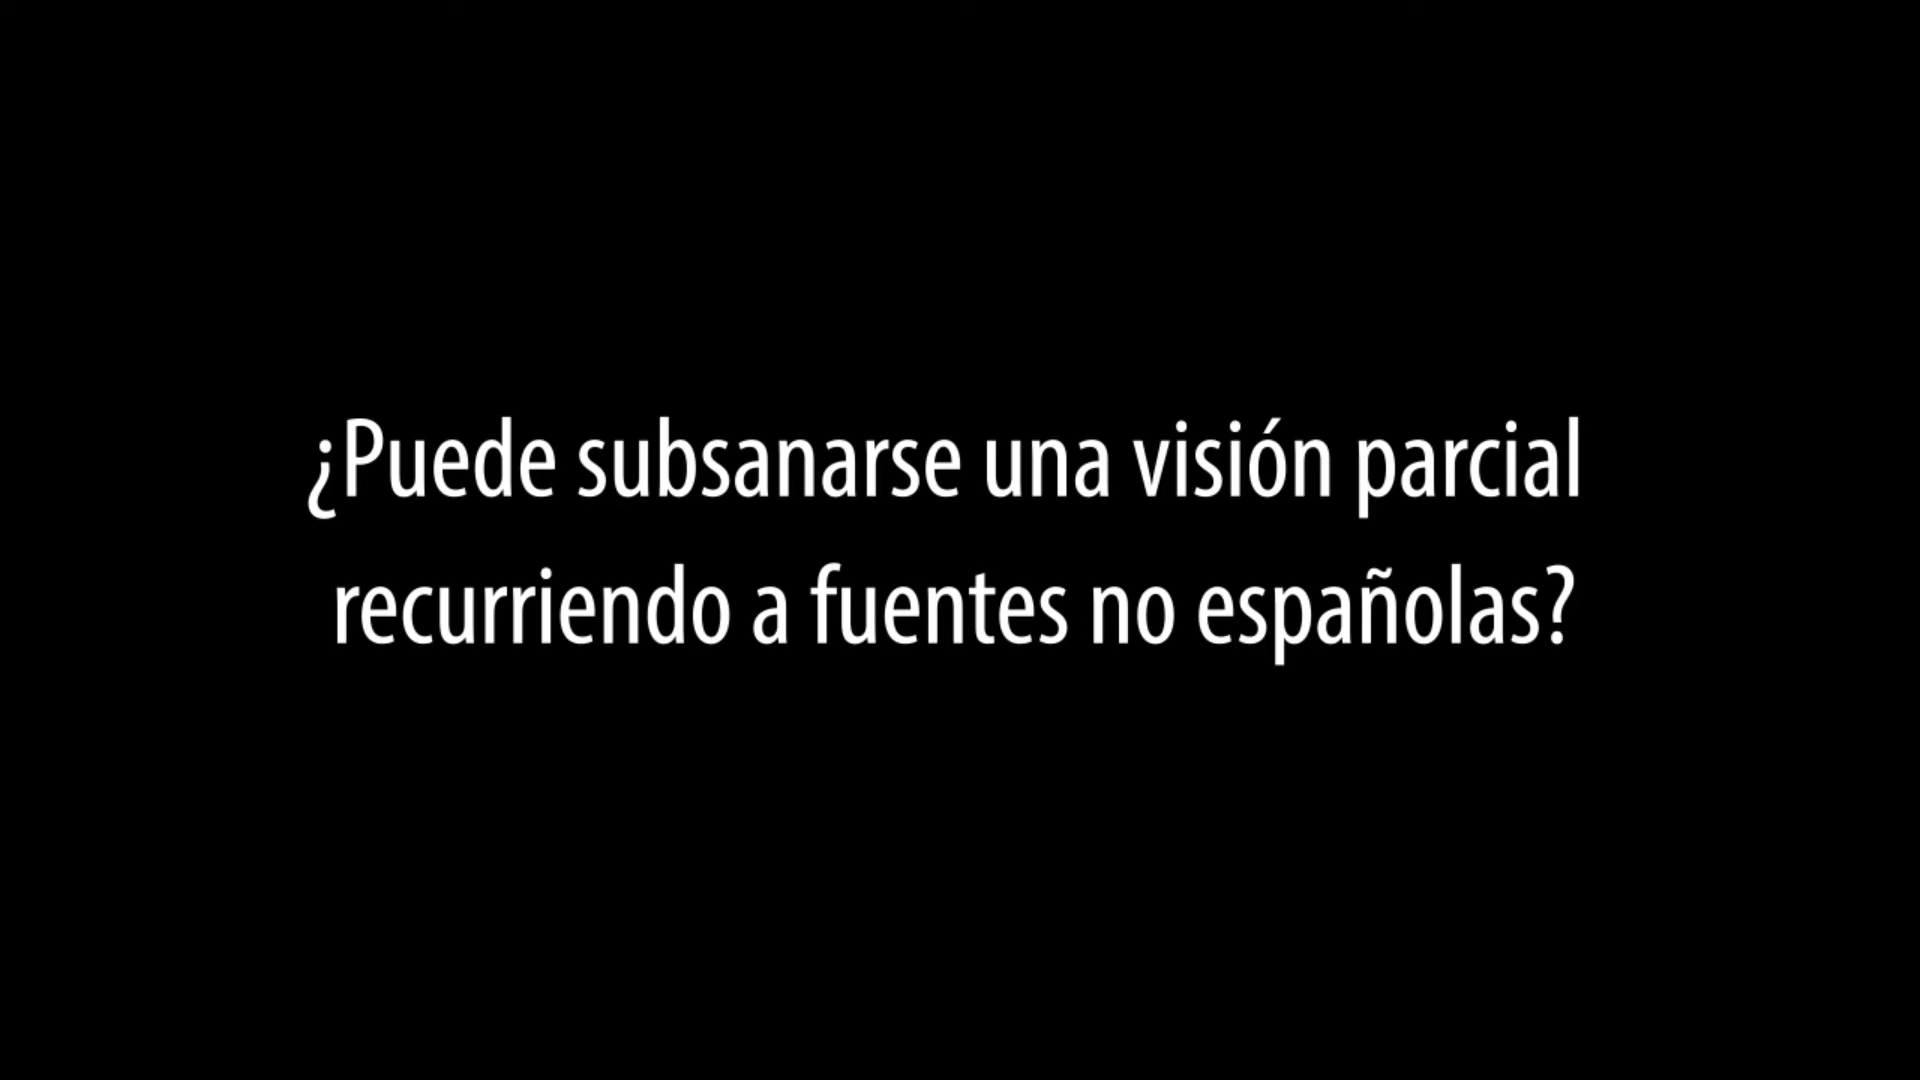 ¿Puede subsanarse una visión parcial
recurriendo a fuentes no españolas?